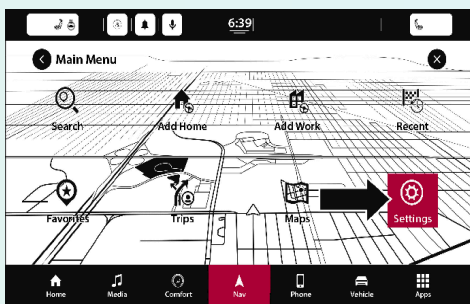 6:39
Main Menu
Search Add Home Add Work Recent
Favorites Trips Maps Settings
Home Media Comfort Nav Phone Vehicle Apps